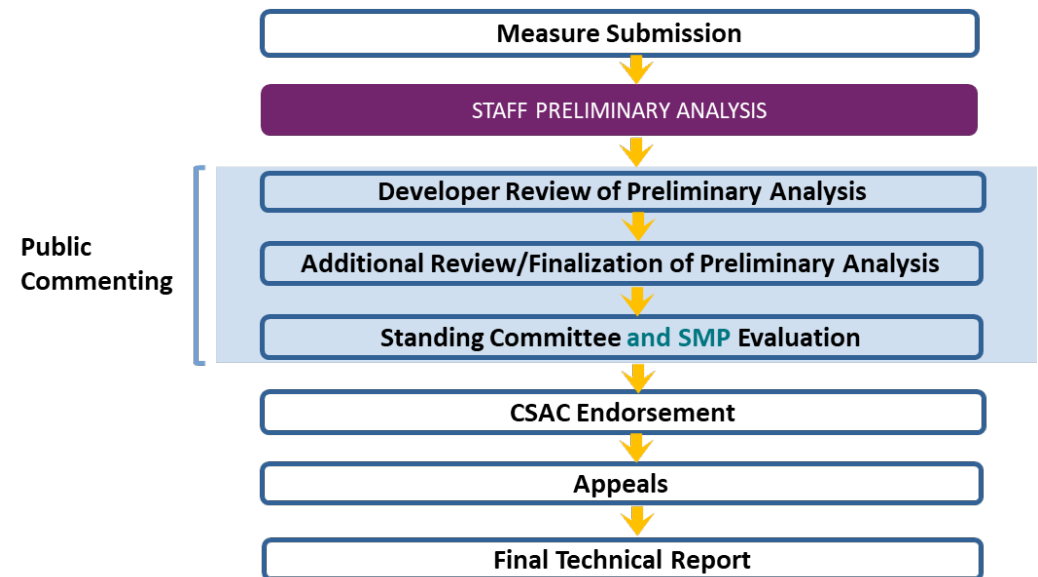 Measure Submission
STAFF PRELIMINARY ANALYSIS
Developer Review of Preliminary Analysis
Public
Commenting
Additional Review/Finalization of Preliminary Analysis
Standing Committee and SMP Evaluation
CSAC Endorsement
Appeals
Final Technical Report